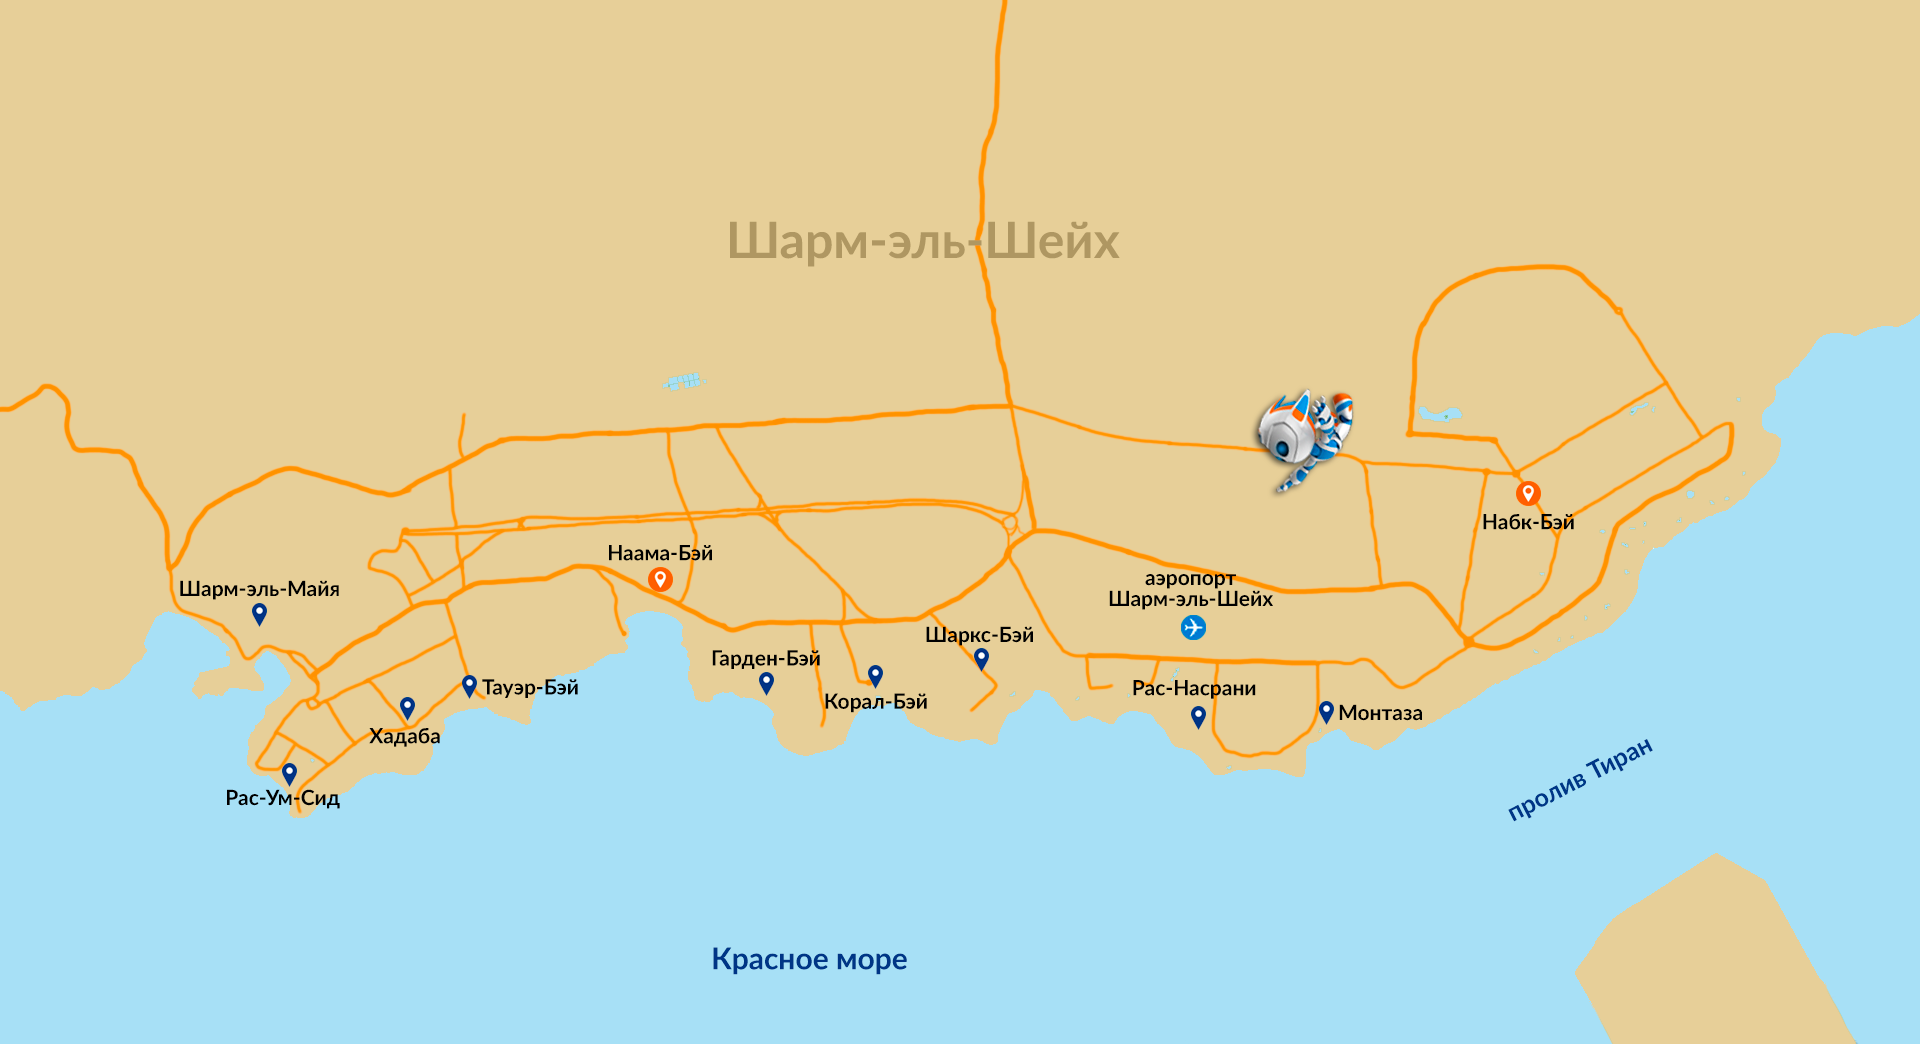 Шарм-эль-Шейх
Набк-Бэй
Наама-Бэй
аэропорт
Шарм-эль-Шейх
Шарм-эль-Майя
Шаркс-Бэй
Гарден-Бэй
Тауэр-Бэй
Рас-Насрани
Корал-Бэй
Монтаза
Хадаба
Рас-Ум-Сид
пролив Тиран
Красное море